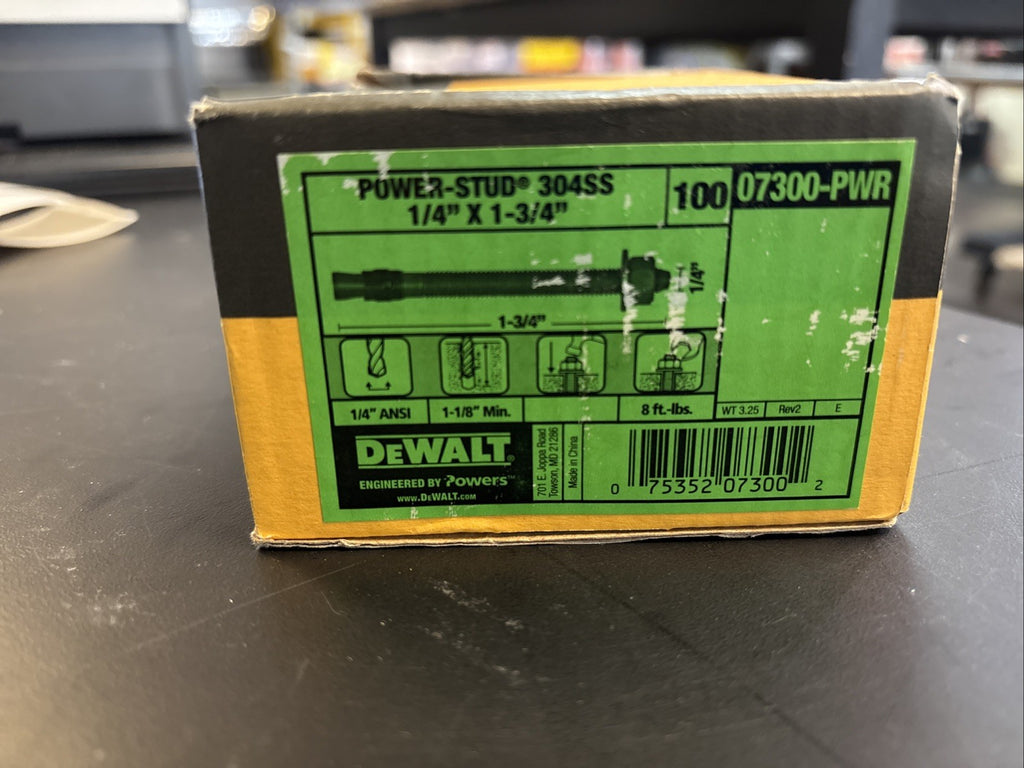 POWER-STUD® 304SS
1/4" X 1-3/4"
100
07300-PWR
1/4"
1-3/4"
1/4" ANSI
1-1/8" Min.
8 ft.-lbs.
WT 3.25
Rev2
E
DEWALT®
ENGINEERED BY Powers™
www.DEWALT.com
701 E. Joppa Road
Towson, MD 21286
Made in China
0 75352 07300 2